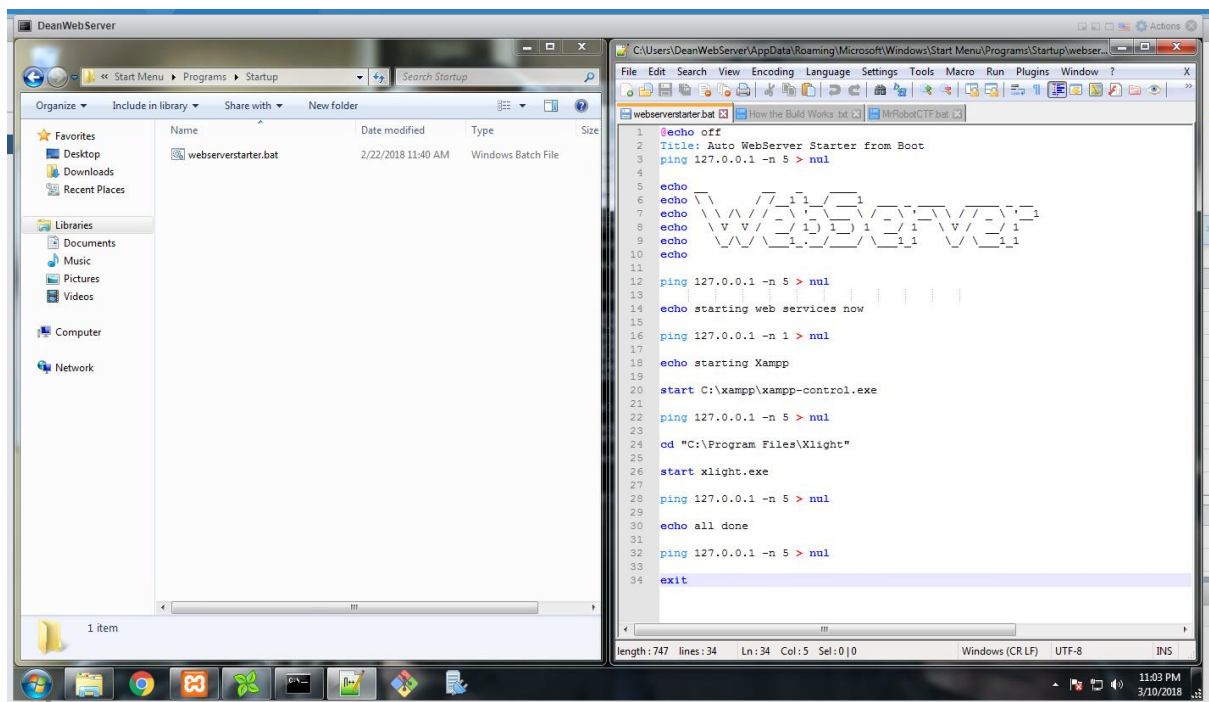 DeanWebServer
Actions
« Start Menu ▸ Programs ▸ Startup
Search Startup
Organize ▾ Include in library ▾ Share with ▾ New folder
Name Date modified Type Size
webserverstarter.bat 2/22/2018 11:40 AM Windows Batch File
Favorites
Desktop
Downloads
Recent Places
Libraries
Documents
Music
Pictures
Videos
Computer
Network
1 item
C:\Users\DeanWebServer\AppData\Roaming\Microsoft\Windows\Start Menu\Programs\Startup\webser...
File Edit Search View Encoding Language Settings Tools Macro Run Plugins Window ? X
webserverstarter.bat How the Build Works .txt MrRobotCTF.bat
1 @echo off
2 Title: Auto WebServer Starter from Boot
3 ping 127.0.0.1 -n 5 > nul
4
5 echo
6 echo
7 echo
8 echo
9 echo
10 echo
11
12 ping 127.0.0.1 -n 5 > nul
13
14 echo starting web services now
15
16 ping 127.0.0.1 -n 1 > nul
17
18 echo starting Xampp
19
20 start C:\xampp\xampp-control.exe
21
22 ping 127.0.0.1 -n 5 > nul
23
24 cd "C:\Program Files\Xlight"
25
26 start xlight.exe
27
28 ping 127.0.0.1 -n 5 > nul
29
30 echo all done
31
32 ping 127.0.0.1 -n 5 > nul
33
34 exit
length : 747 lines : 34 Ln : 34 Col : 5 Sel : 0 | 0 Windows (CR LF) UTF-8 INS
11:03 PM
3/10/2018